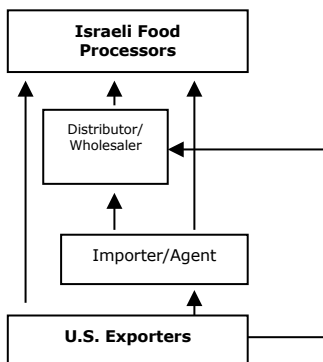 Israeli Food
Processors
Distributor/
Wholesaler
Importer/Agent
U.S. Exporters